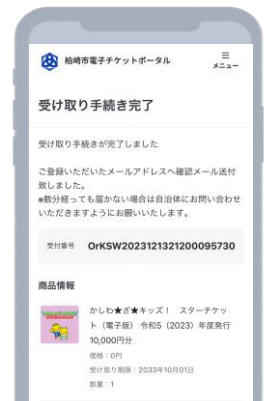 柏崎市電子チケットポータル
メニュー
受け取り手続き完了
受け取り手続きが完了しました
ご登録いただいたメールアドレスへ確認メール送付
致しました。
※数分経っても届かない場合は自治体にお問い合わせ
いただきますようにお願いいたします。
受付番号 OrKSW2023121321200095730
商品情報
かしわ★ざ★キッズ！ スターチケッ
ト（電子版） 令和5（2023）年度発行
10,000円分
価格：0円
受け取り期限：2033年10月01日
数量：1